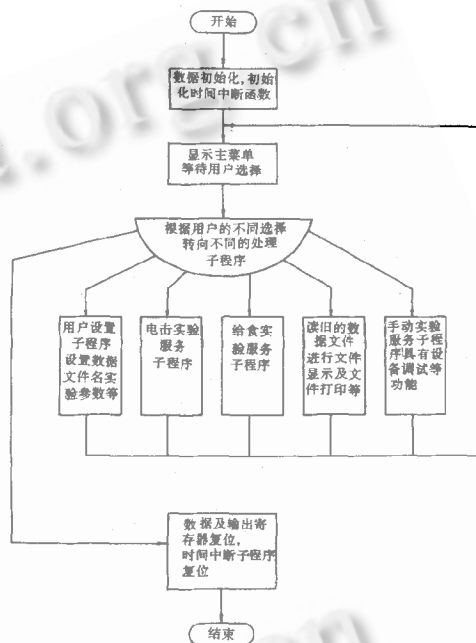 开始
数据初始化,初始
化时间中断函数
显示主菜单
等待用户选择
根据用户的不同选择
转向不同的处理
子程序
用户设置
子程序
设置数据
文件名实
验参数等
电击实验
服务
子程序
给食实
验服务
子程序
读旧的数
据文件
进行文件
显示及文
件打印等
手动实验
服务子程
序具有设
备调试等
功能
数据及输出寄
存器复位,
时间中断子程序
复位
结束